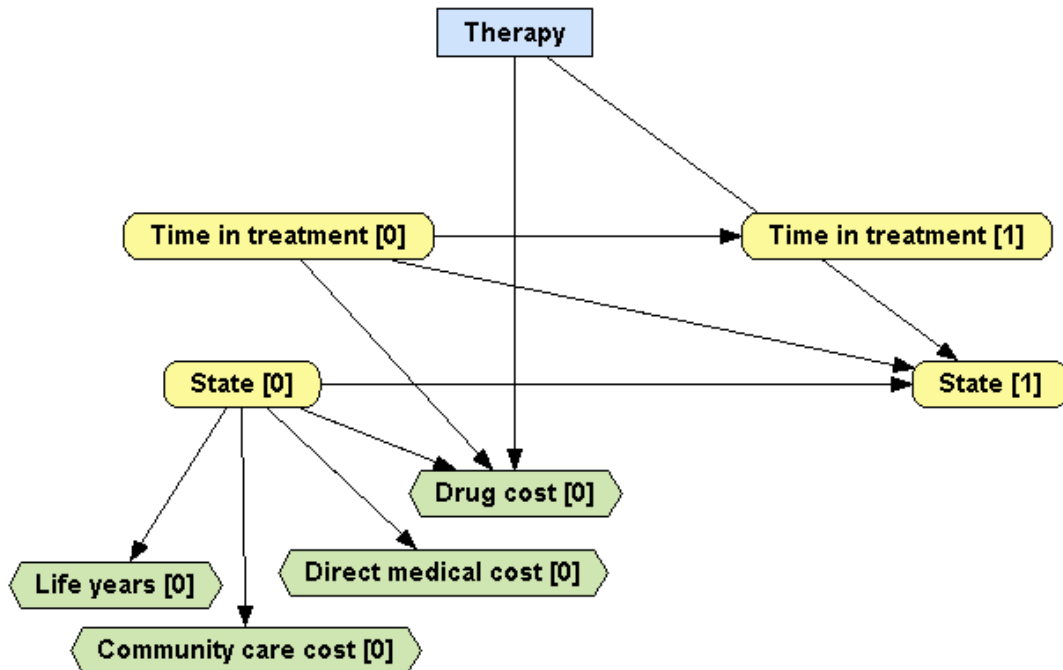 Therapy
Time in treatment [0]
Time in treatment [1]
State [0]
State [1]
Drug cost [0]
Direct medical cost [0]
Life years [0]
Community care cost [0]